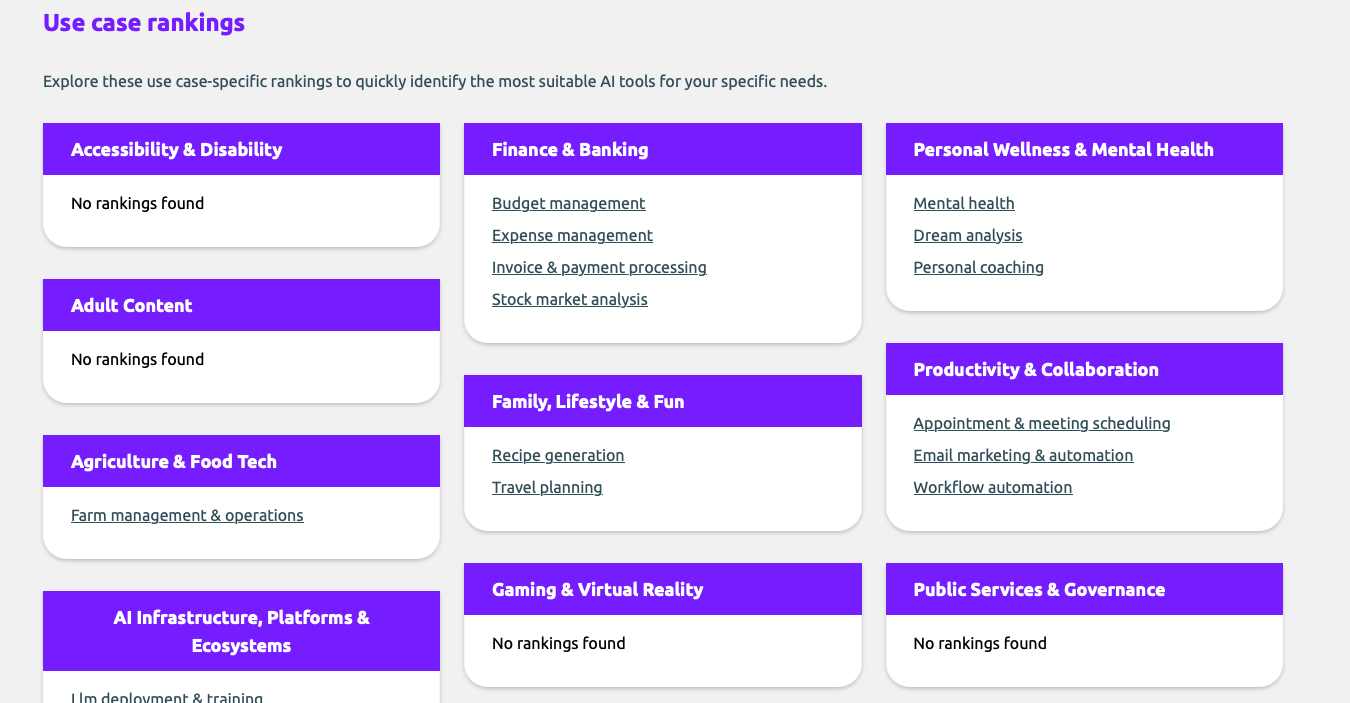 Use case rankings
Explore these use case-specific rankings to quickly identify the most suitable AI tools for your specific needs.
Accessibility & Disability
No rankings found
Adult Content
No rankings found
Agriculture & Food Tech
Farm management & operations
AI Infrastructure, Platforms &
Ecosystems
Llm deployment & training
Finance & Banking
Budget management
Expense management
Invoice & payment processing
Stock market analysis
Family, Lifestyle & Fun
Recipe generation
Travel planning
Gaming & Virtual Reality
No rankings found
Personal Wellness & Mental Health
Mental health
Dream analysis
Personal coaching
Productivity & Collaboration
Appointment & meeting scheduling
Email marketing & automation
Workflow automation
Public Services & Governance
No rankings found